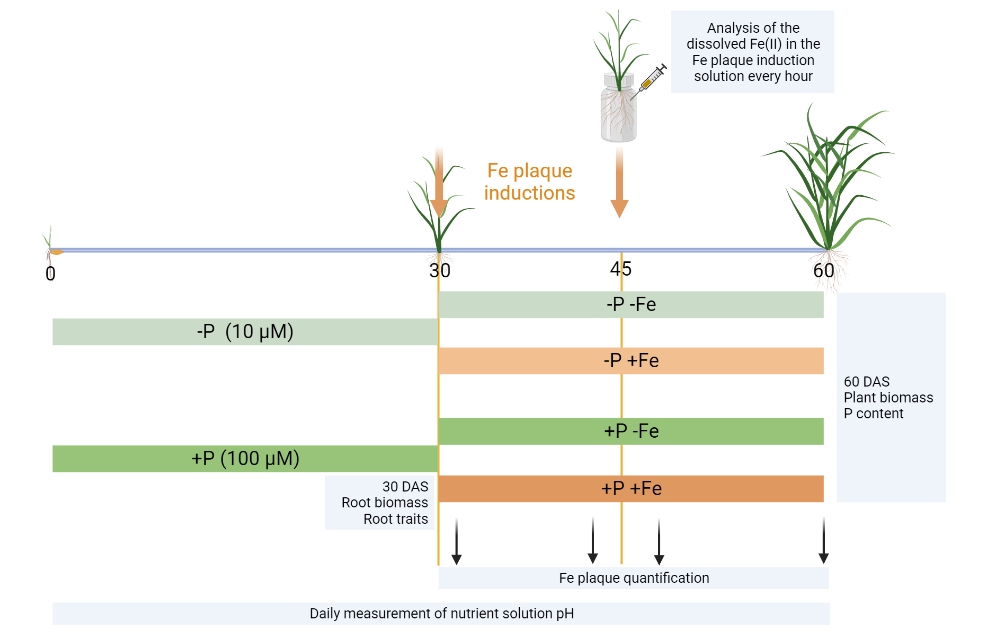 Analysis of the
dissolved Fe(II) in the
Fe plaque induction
solution every hour
Fe plaque
inductions
0
30
45
60
-P -Fe
-P (10 µM)
-P +Fe
+P -Fe
+P (100 µM)
+P +Fe
60 DAS
Plant biomass
P content
30 DAS
Root biomass
Root traits
Fe plaque quantification
Daily measurement of nutrient solution pH